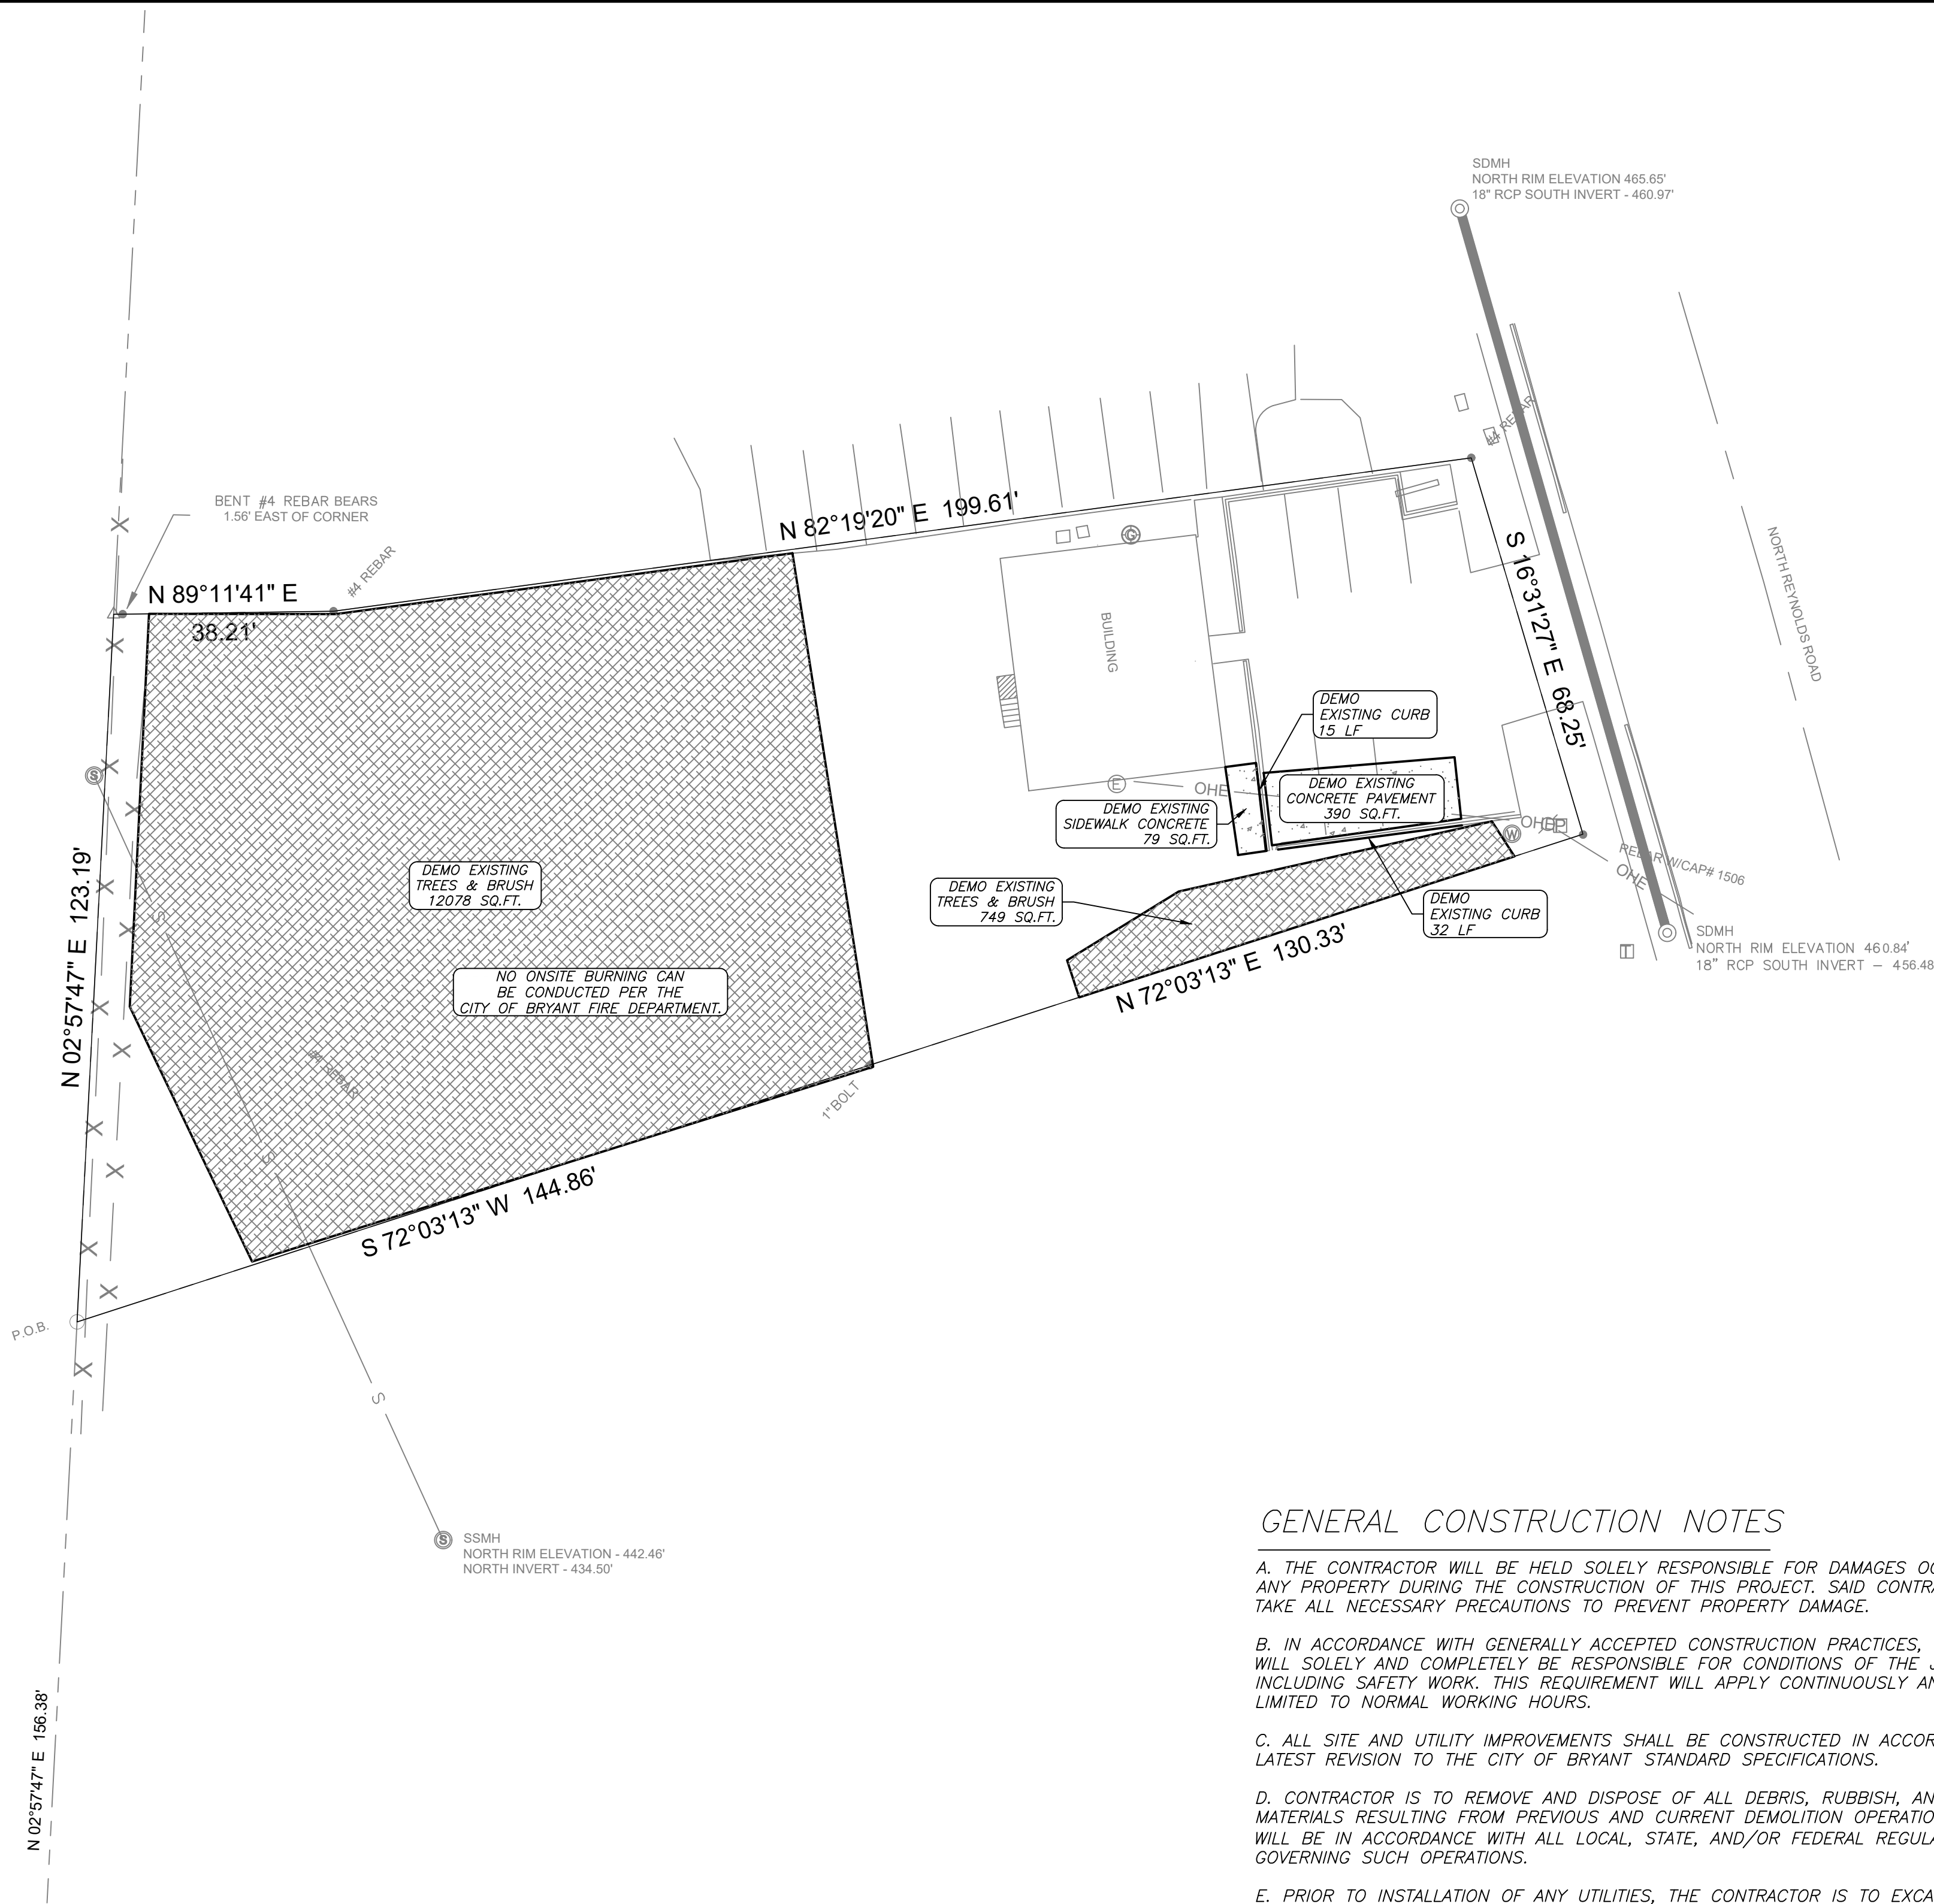 SDMH
NORTH RIM ELEVATION 465.65'
18" RCP SOUTH INVERT - 460.97'
#4 REBAR
BENT #4 REBAR BEARS
1.56' EAST OF CORNER
#4 REBAR
N 82°19'20" E 199.61'
N 89°11'41" E
38.21'
S 16°31'27" E 68.25'
NORTH REYNOLDS ROAD
G
BUILDING
DEMO
EXISTING CURB
15 LF
S
E
OHE
DEMO EXISTING
CONCRETE PAVEMENT
390 SQ.FT.
DEMO EXISTING
SIDEWALK CONCRETE
79 SQ.FT.
W
REBAR W/CAP# 1506
OHE
DEMO EXISTING
TREES & BRUSH
12078 SQ.FT.
DEMO EXISTING
TREES & BRUSH
749 SQ.FT.
DEMO
EXISTING CURB
32 LF
N 02°57'47" E 123.19'
S
T
SDMH
NORTH RIM ELEVATION 460.84'
18" RCP SOUTH INVERT – 456.48
NO ONSITE BURNING CAN
BE CONDUCTED PER THE
CITY OF BRYANT FIRE DEPARTMENT.
N 72°03'13" E 130.33'
#4 REBAR
1" BOLT
S
S 72°03'13" W 144.86'
P.O.B.
S
S
SSMH
NORTH RIM ELEVATION - 442.46'
NORTH INVERT - 434.50'
N 02°57'47" E 156.38'
GENERAL CONSTRUCTION NOTES
A. THE CONTRACTOR WILL BE HELD SOLELY RESPONSIBLE FOR DAMAGES
ANY PROPERTY DURING THE CONSTRUCTION OF THIS PROJECT. SAID
TAKE ALL NECESSARY PRECAUTIONS TO PREVENT PROPERTY DAMAGE.
B. IN ACCORDANCE WITH GENERALLY ACCEPTED CONSTRUCTION PRACTICES,
WILL SOLELY AND COMPLETELY BE RESPONSIBLE FOR CONDITIONS OF THE
INCLUDING SAFETY WORK. THIS REQUIREMENT WILL APPLY CONTINUOUSLY
LIMITED TO NORMAL WORKING HOURS.
C. ALL SITE AND UTILITY IMPROVEMENTS SHALL BE CONSTRUCTED IN
LATEST REVISION TO THE CITY OF BRYANT STANDARD SPECIFICATIONS.
D. CONTRACTOR IS TO REMOVE AND DISPOSE OF ALL DEBRIS, RUBBISH,
MATERIALS RESULTING FROM PREVIOUS AND CURRENT DEMOLITION
WILL BE IN ACCORDANCE WITH ALL LOCAL, STATE, AND/OR FEDERAL
GOVERNING SUCH OPERATIONS.
E. PRIOR TO INSTALLATION OF ANY UTILITIES, THE CONTRACTOR IS TO